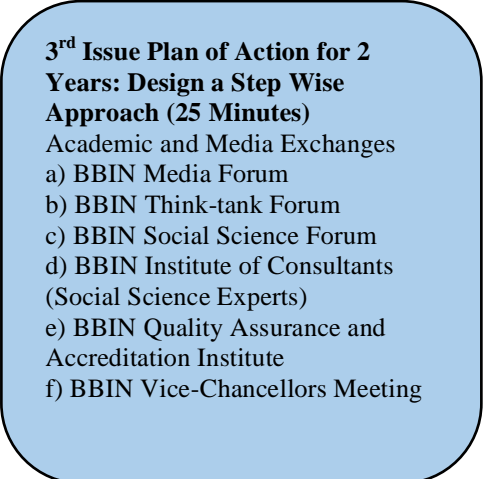 3rd Issue Plan of Action for 2
Years: Design a Step Wise
Approach (25 Minutes)
Academic and Media Exchanges
a) BBIN Media Forum
b) BBIN Think-tank Forum
c) BBIN Social Science Forum
d) BBIN Institute of Consultants
(Social Science Experts)
e) BBIN Quality Assurance and
Accreditation Institute
f) BBIN Vice-Chancellors Meeting